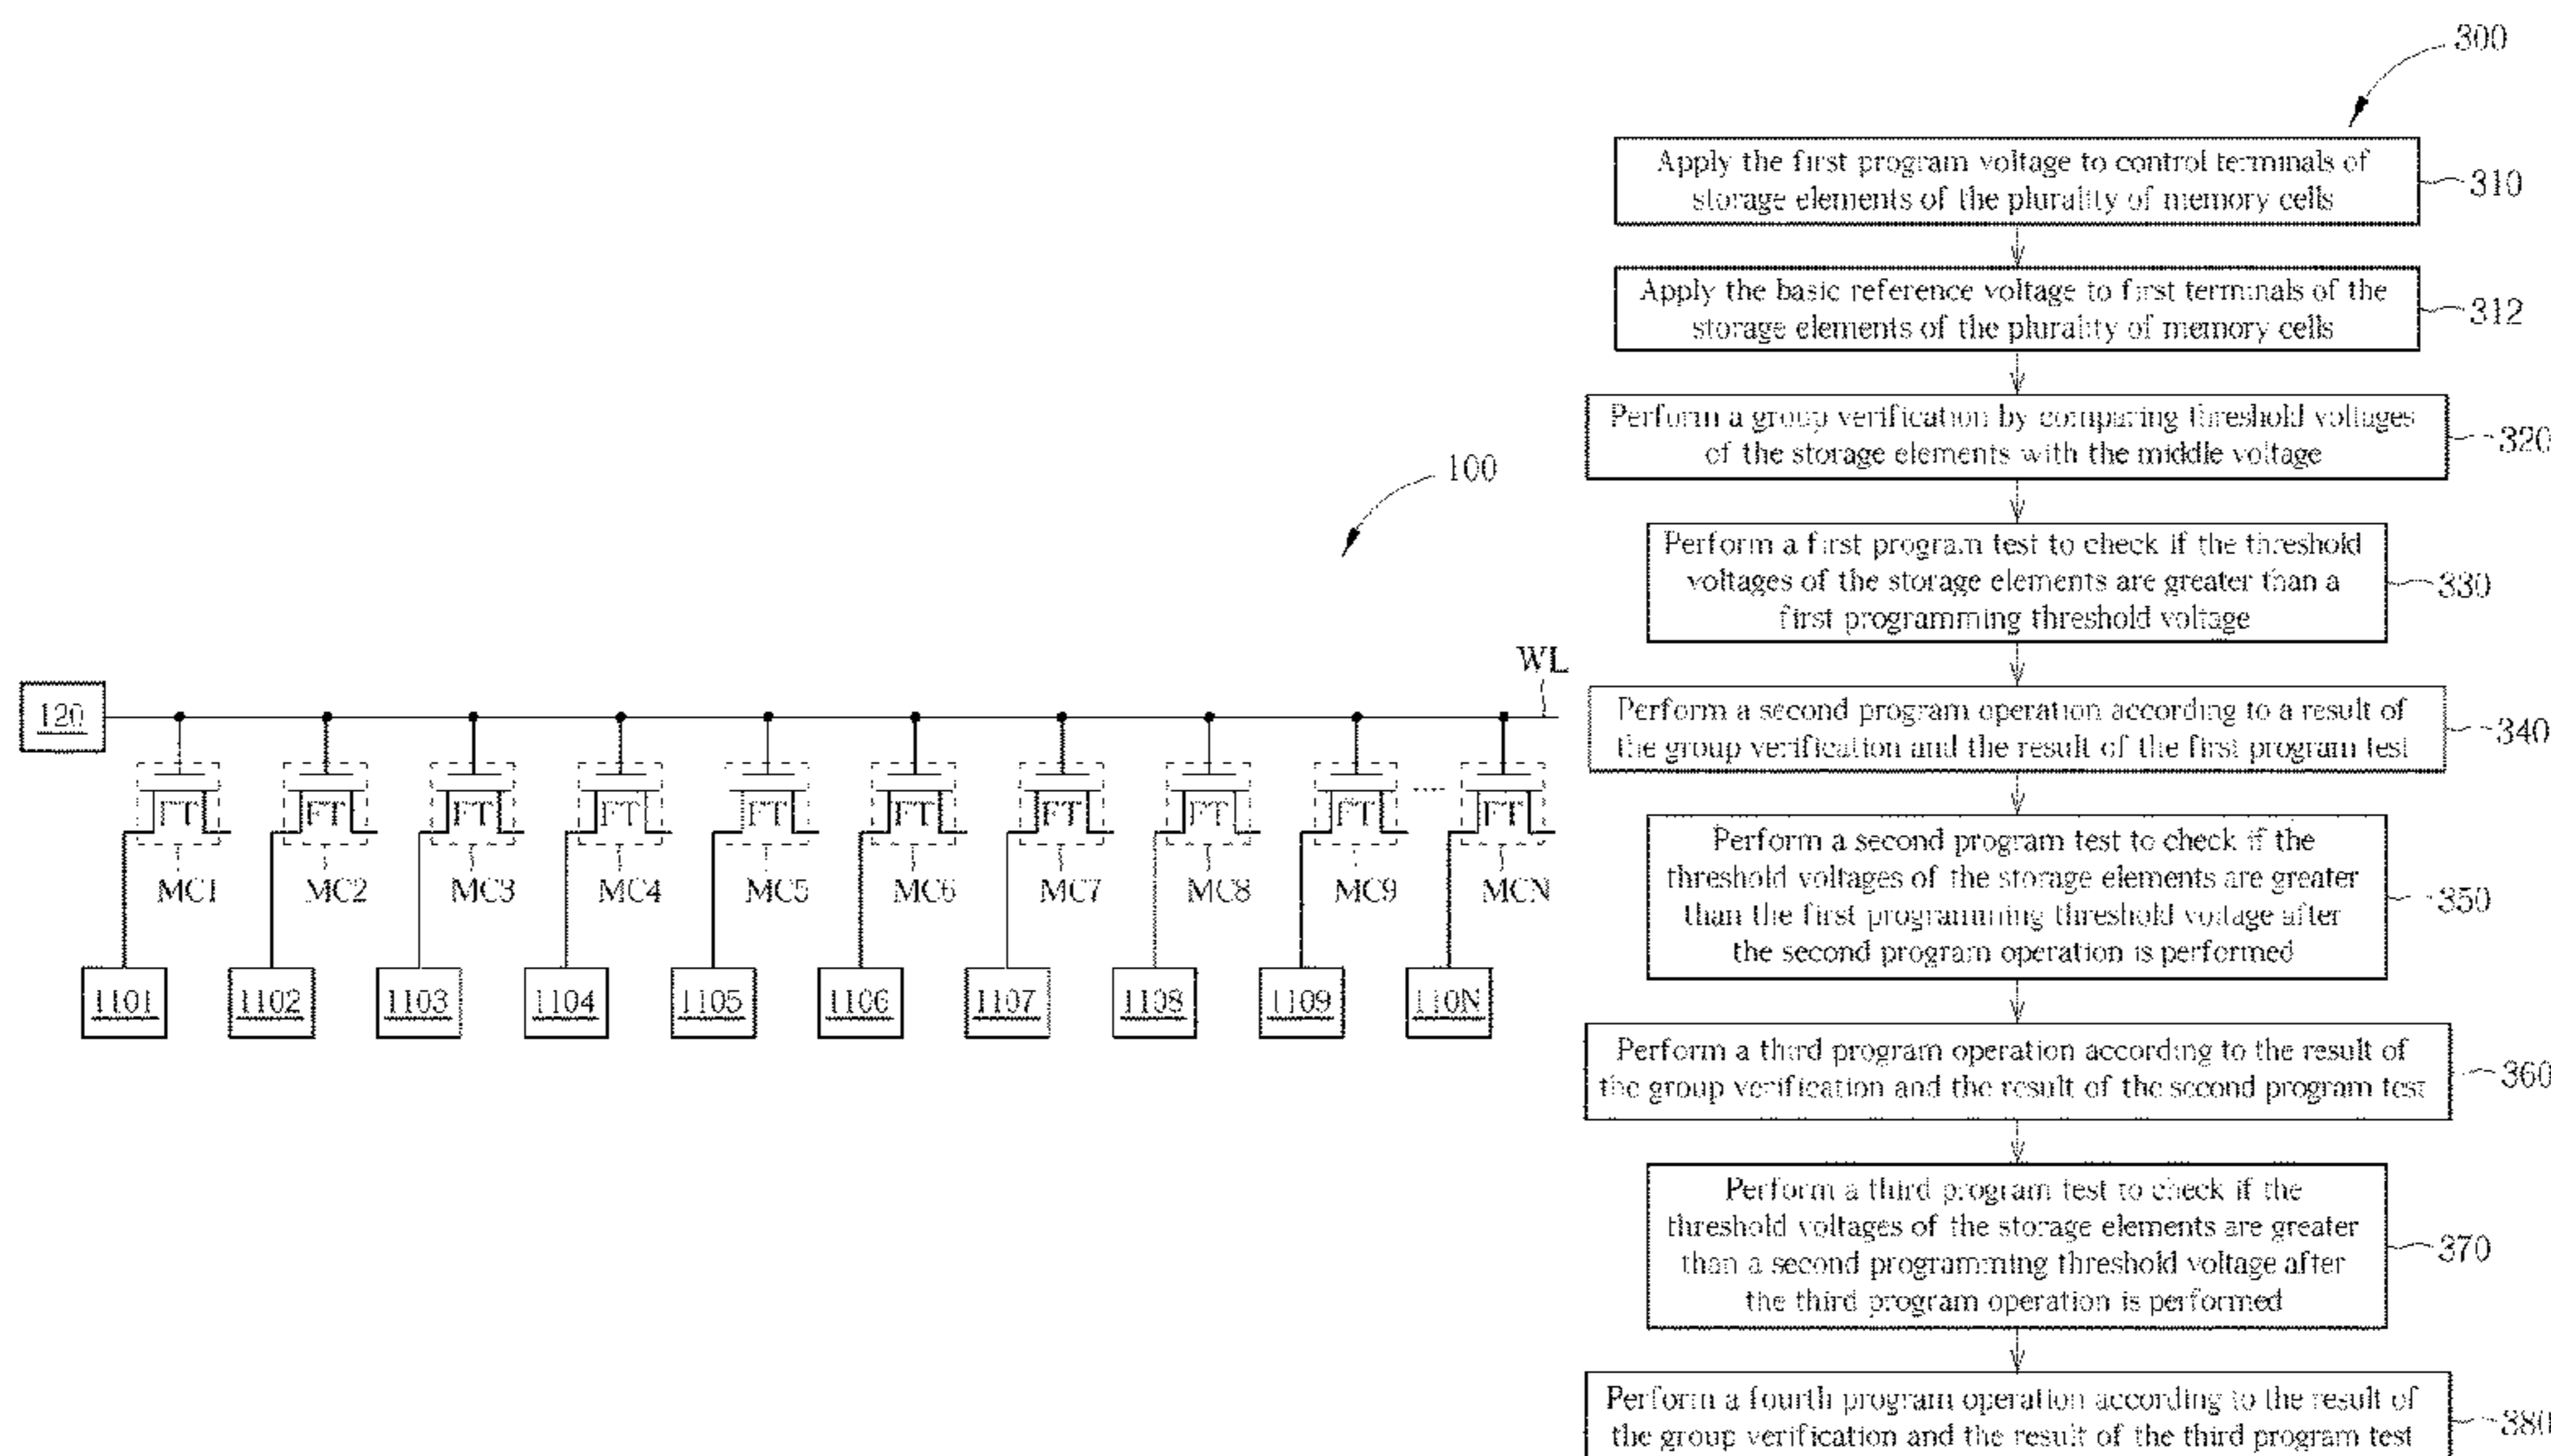 100
WL
120
FT FT FT FT FT FT FT FT FT FT
MC1 MC2 MC3 MC4 MC5 MC6 MC7 MC8 MC9 MCN
1101 1102 1103 1104 1105 1106 1107 1108 1109 110N
300
Apply the first program voltage to control terminals of
storage elements of the plurality of memory cells
310
Apply the basic reference voltage to first terminals of the
storage elements of the plurality of memory cells
312
Perform a group verification by comparing threshold voltages
of the storage elements with the middle voltage
320
Perform a first program test to check if the threshold
voltages of the storage elements are greater than a
first programming threshold voltage
330
Perform a second program operation according to a result of
the group verification and the result of the first program test
340
Perform a second program test to check if the
threshold voltages of the storage elements are greater
than the first programming threshold voltage after
the second program operation is performed
350
Perform a third program operation according to the result of
the group verification and the result of the second program test
360
Perform a third program test to check if the
threshold voltages of the storage elements are greater
than a second programming threshold voltage after
the third program operation is performed
370
Perform a fourth program operation according to the result of
the group verification and the result of the third program test
380